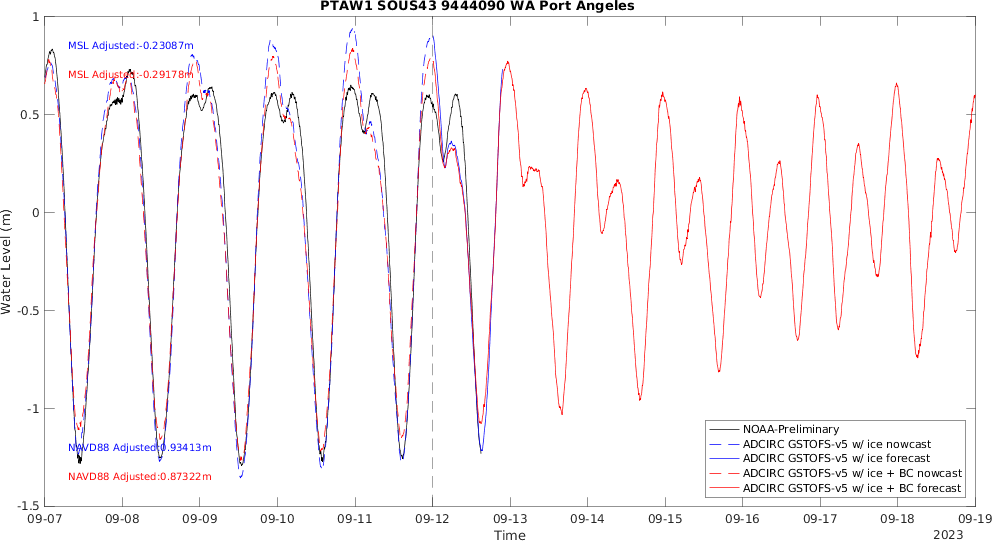 PTAW1 SOUS43 9444090 WA Port Angeles
MSL Adjusted:-0.23087m
MSL Adjusted:-0.29178m
NAVD88 Adjusted:0.93413m
NAVD88 Adjusted:0.87322m
Water Level (m)
1
0.5
0
-0.5
-1
-1.5
NOAA-Preliminary
ADCIRC GSTOFS-v5 w/ ice nowcast
ADCIRC GSTOFS-v5 w/ ice forecast
ADCIRC GSTOFS-v5 w/ ice + BC nowcast
ADCIRC GSTOFS-v5 w/ ice + BC forecast
09-07 09-08 09-09 09-10 09-11 09-12 09-13 09-14 09-15 09-16 09-17 09-18 09-19
Time
2023